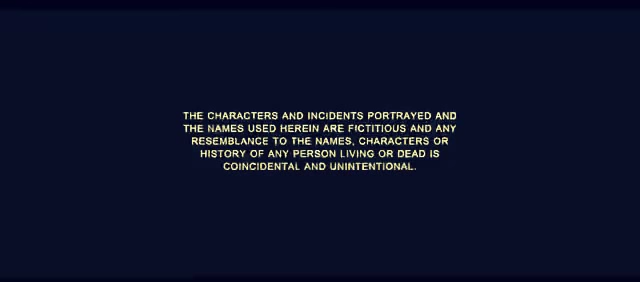 THE CHARACTERS AND INCIDENTS PORTRAYED AND
THE NAMES USED HEREIN ARE FICTITIOUS AND ANY
RESEMBLANCE TO THE NAMES, CHARACTERS OR
HISTORY OF ANY PERSON LIVING OR DEAD IS
COINCIDENTAL AND UNINTENTIONAL.